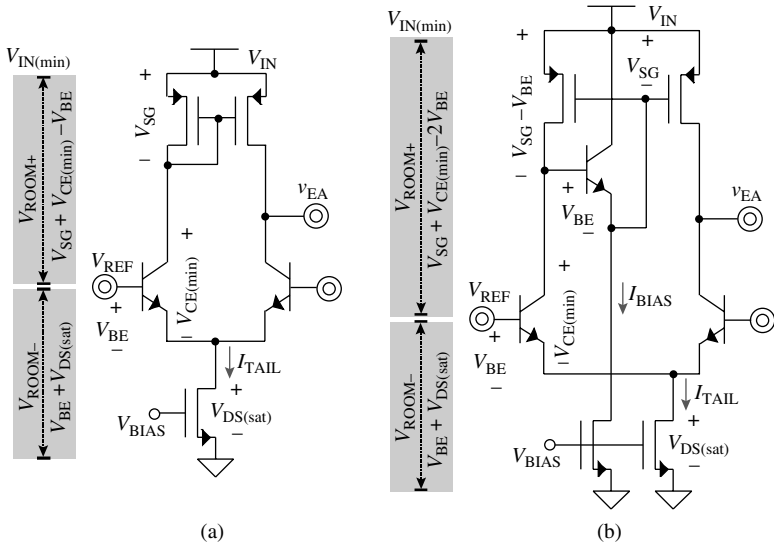 V_IN(min)
V_IN
+
V_SG
−
V_ROOM+
V_SG + V_CE(min) − V_BE
v_EA
V_REF
+
V_CE(min)
−
+
V_BE
−
I_TAIL
V_ROOM−
V_BE + V_DS(sat)
+
V_DS(sat)
−
V_BIAS
(a)
V_IN(min)
V_IN
+
+
V_SG − V_BE
V_SG
−
−
V_ROOM+
V_SG + V_CE(min) − 2V_BE
+
V_BE
−
v_EA
+
I_BIAS
V_REF
V_CE(min)
−
+
V_BE
−
I_TAIL
V_ROOM−
V_BE + V_DS(sat)
+
V_DS(sat)
−
V_BIAS
(b)